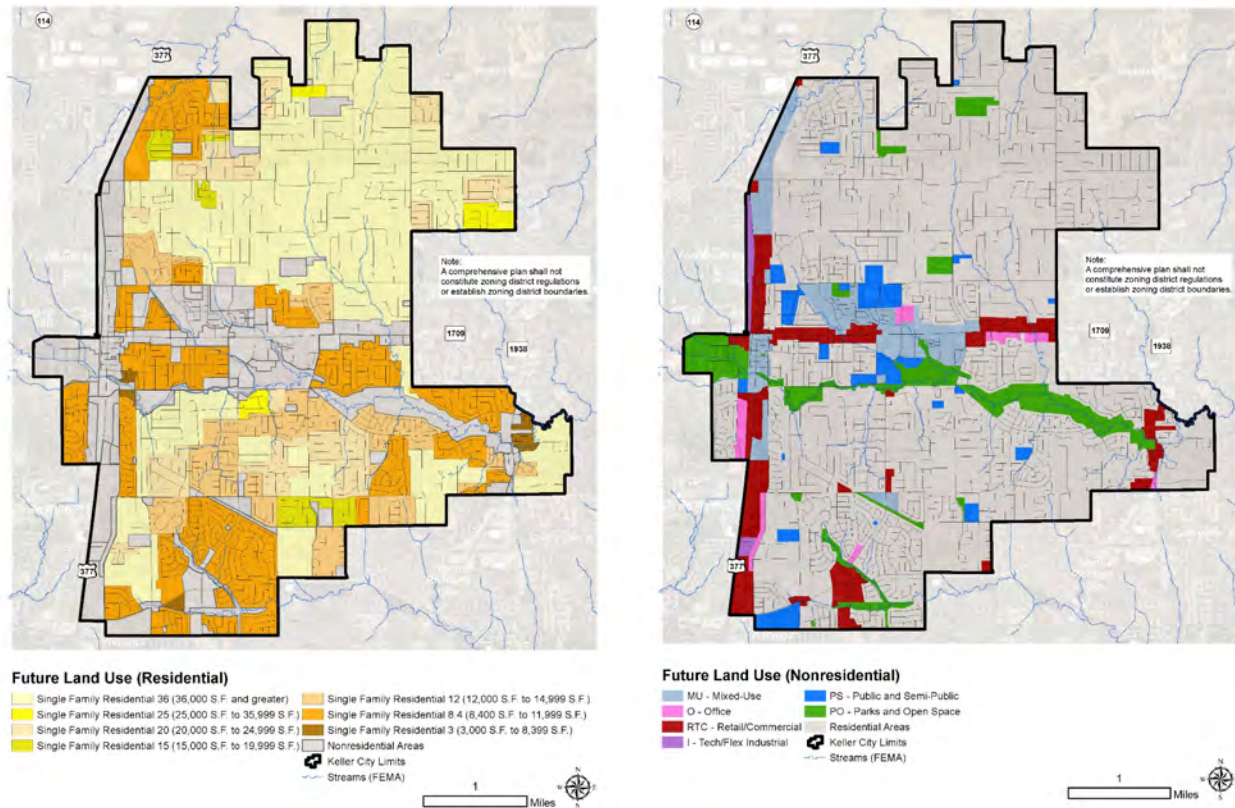 114
377
Note:
A comprehensive plan shall not
constitute zoning district regulations
or establish zoning district boundaries.
1709
1938
377
Future Land Use (Residential)
Single Family Residential 36 (36,000 S.F. and greater)
Single Family Residential 25 (25,000 S.F. to 35,999 S.F.)
Single Family Residential 20 (20,000 S.F. to 24,999 S.F.)
Single Family Residential 15 (15,000 S.F. to 19,999 S.F.)
Single Family Residential 12 (12,000 S.F. to 14,999 S.F.)
Single Family Residential 8.4 (8,400 S.F. to 11,999 S.F.)
Single Family Residential 3 (3,000 S.F. to 8,399 S.F.)
Nonresidential Areas
Keller City Limits
Streams (FEMA)
1
Miles
N
W
E
S
114
377
Note:
A comprehensive plan shall not
constitute zoning district regulations
or establish zoning district boundaries.
1709
1938
377
Future Land Use (Nonresidential)
MU - Mixed-Use
O - Office
RTC - Retail/Commercial
I - Tech/Flex Industrial
PS - Public and Semi-Public
PO - Parks and Open Space
Residential Areas
Keller City Limits
Streams (FEMA)
1
Miles
N
W
E
S